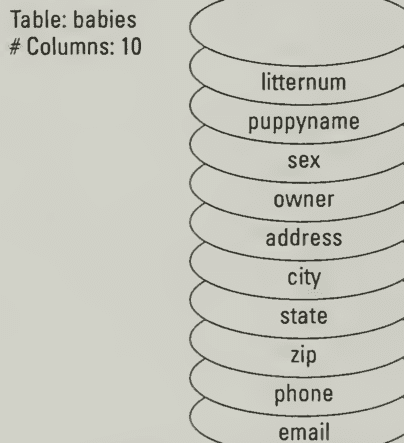 Table: babies
# Columns: 10
litternum
puppyname
sex
owner
address
city
state
zip
phone
email